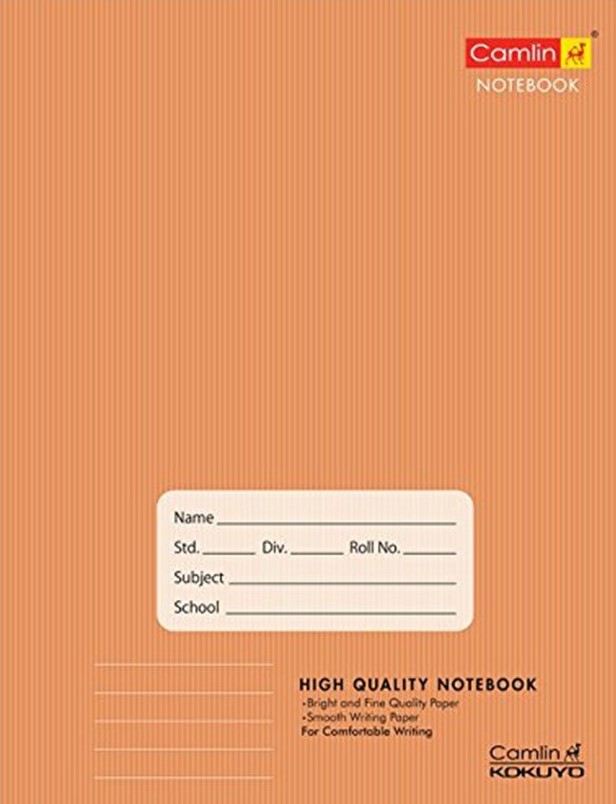 Camlin ®
NOTEBOOK
Name
Std. Div. Roll No.
Subject
School
HIGH QUALITY NOTEBOOK
•Bright and Fine Quality Paper
•Smooth Writing Paper
For Comfortable Writing
Camlin
KOKUYO